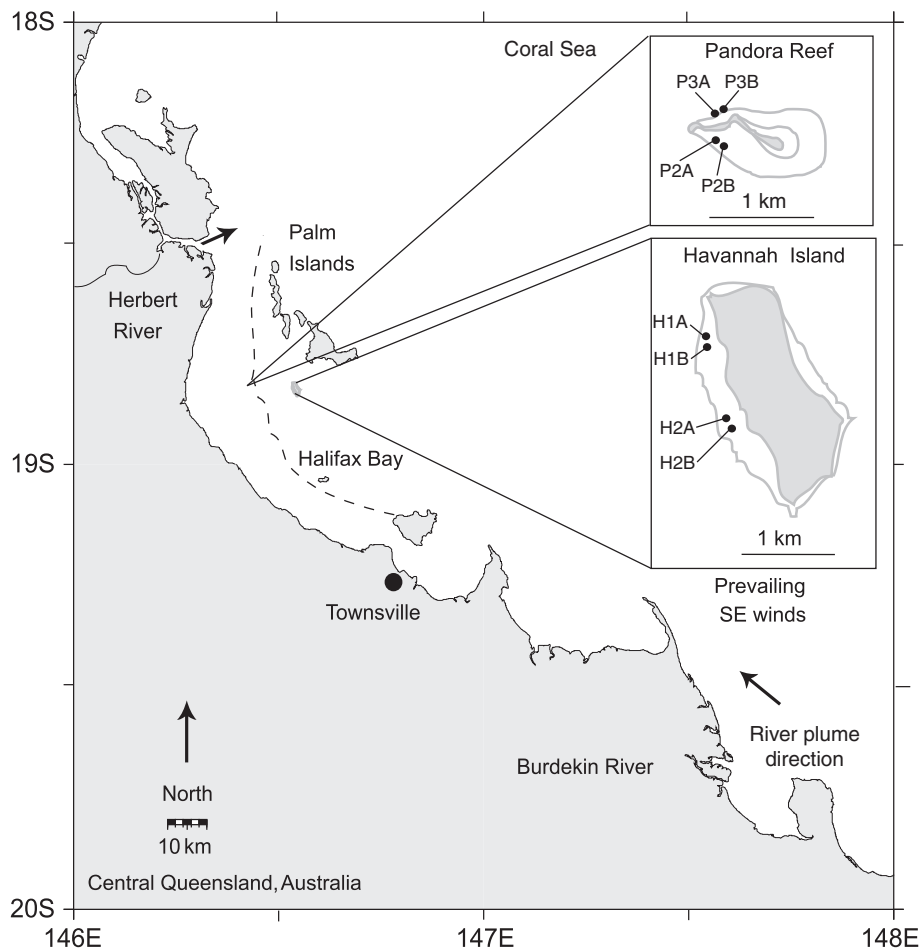 18S
Coral Sea
Pandora Reef
P3A
P3B
P2A
P2B
1 km
Palm
Islands
Havannah Island
Herbert
River
H1A
H1B
H2A
H2B
19S
Halifax Bay
1 km
Townsville
Prevailing
SE winds
River plume
direction
Burdekin River
North
10 km
Central Queensland, Australia
20S
146E
147E
148E